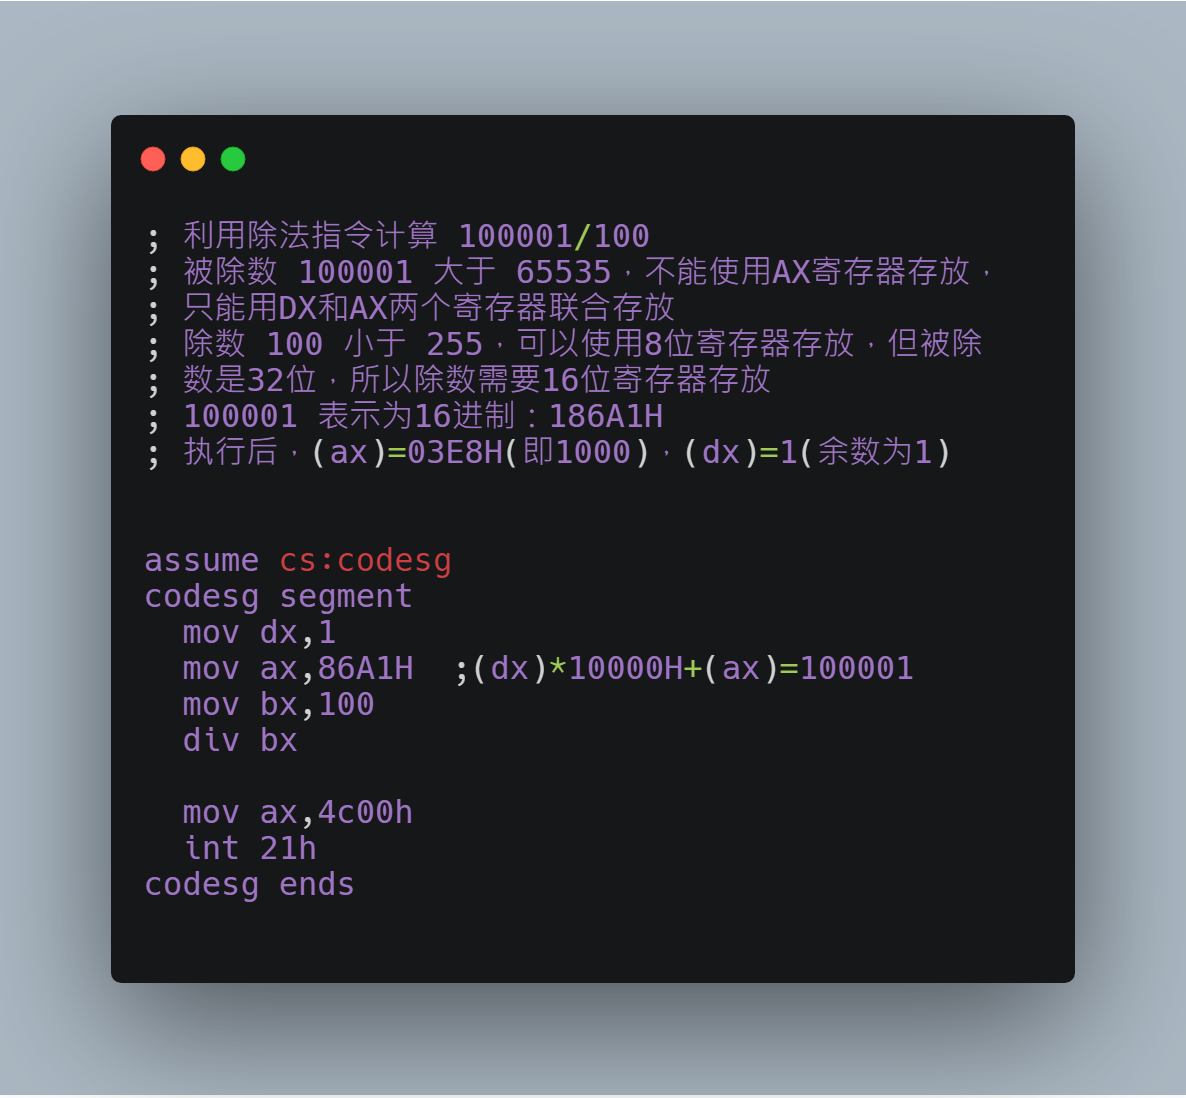 ; 利用除法指令计算 100001/100
; 被除数 100001 大于 65535，不能使用AX寄存器存放，
; 只能用DX和AX两个寄存器联合存放
; 除数 100 小于 255，可以使用8位寄存器存放，但被除
; 数是32位，所以除数需要16位寄存器存放
; 100001 表示为16进制：186A1H
; 执行后，(ax)=03E8H(即1000)，(dx)=1(余数为1)
assume cs:codesg
codesg segment
  mov dx,1
  mov ax,86A1H  ;(dx)*10000H+(ax)=100001
  mov bx,100
  div bx
  mov ax,4c00h
  int 21h
codesg ends